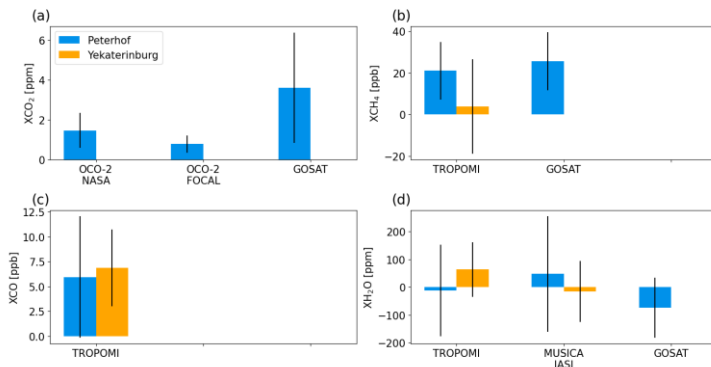 (a)
XCO₂ [ppm]
6
4
2
0
Peterhof
Yekaterinburg
OCO-2 OCO-2 GOSAT
NASA FOCAL
(b)
XCH₄ [ppb]
40
20
0
−20
TROPOMI GOSAT
(c)
XCO [ppb]
12.5
10.0
7.5
5.0
2.5
0.0
TROPOMI
(d)
XH₂O [ppm]
200
100
0
−100
−200
TROPOMI MUSICA GOSAT
IASI